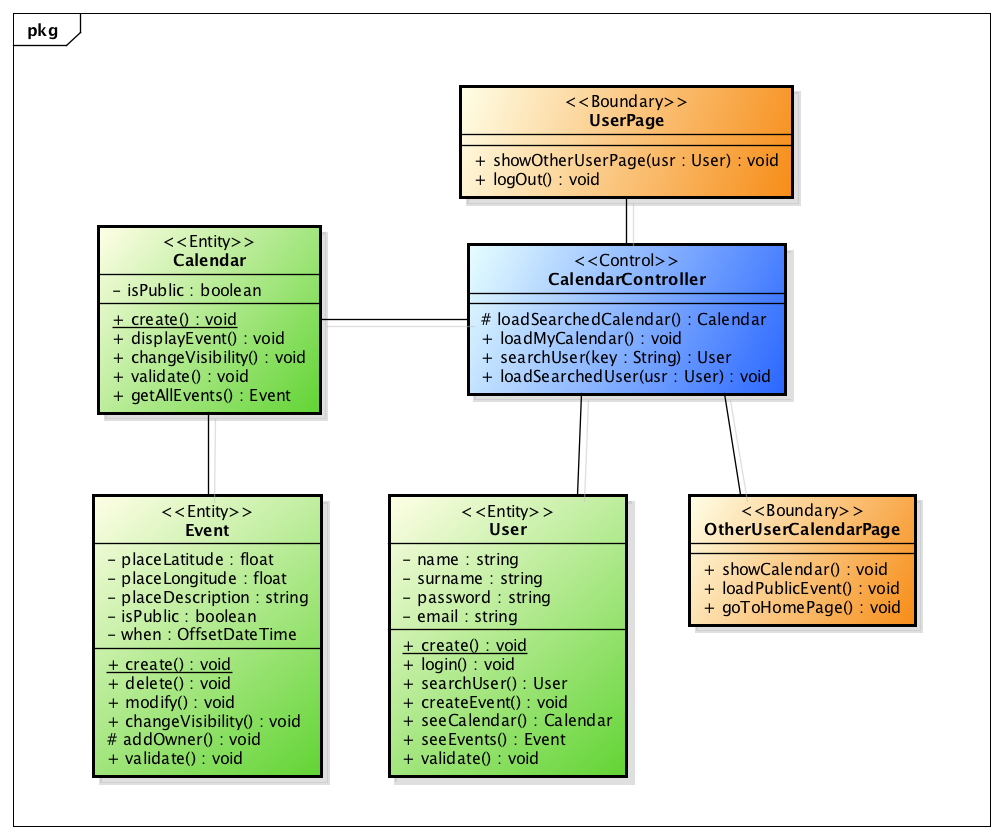 pkg
<<Boundary>>
UserPage
+ showOtherUserPage(usr : User) : void
+ logOut() : void
<<Entity>>
Calendar
- isPublic : boolean
+ create() : void
+ displayEvent() : void
+ changeVisibility() : void
+ validate() : void
+ getAllEvents() : Event
<<Control>>
CalendarController
# loadSearchedCalendar() : Calendar
+ loadMyCalendar() : void
+ searchUser(key : String) : User
+ loadSearchedUser(usr : User) : void
<<Entity>>
Event
- placeLatitude : float
- placeLongitude : float
- placeDescription : string
- isPublic : boolean
- when : OffsetDateTime
+ create() : void
+ delete() : void
+ modify() : void
+ changeVisibility() : void
# addOwner() : void
+ validate() : void
<<Entity>>
User
- name : string
- surname : string
- password : string
- email : string
+ create() : void
+ login() : void
+ searchUser() : User
+ createEvent() : void
+ seeCalendar() : Calendar
+ seeEvents() : Event
+ validate() : void
<<Boundary>>
OtherUserCalendarPage
+ showCalendar() : void
+ loadPublicEvent() : void
+ goToHomePage() : void